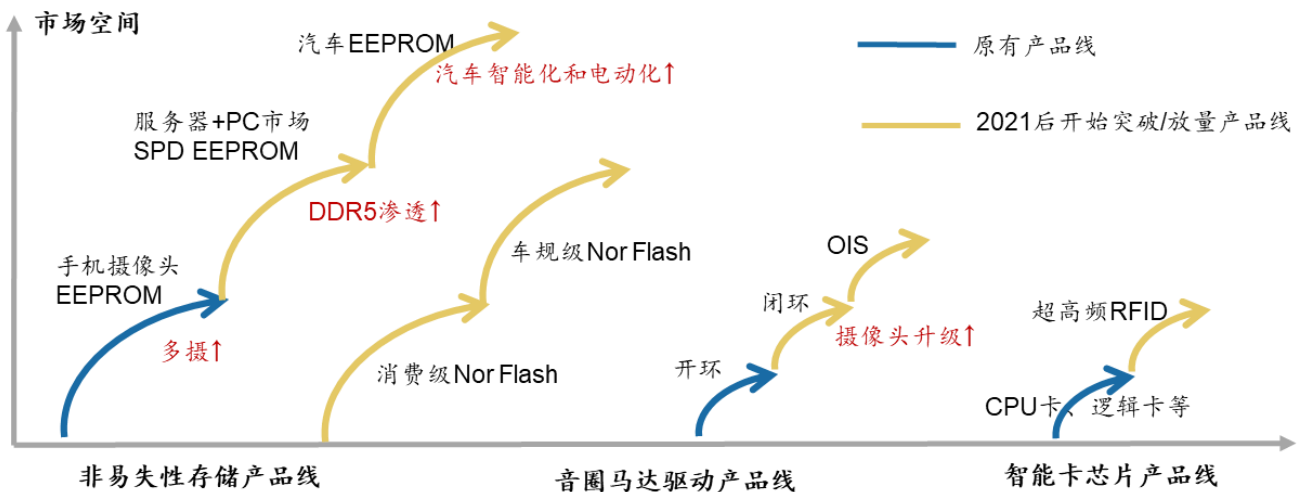 市场空间
汽车EEPROM
汽车智能化和电动化↑
原有产品线
2021后开始突破/放量产品线
服务器+PC市场
SPD EEPROM
DDR5渗透↑
手机摄像头
EEPROM
多摄↑
车规级Nor Flash
消费级Nor Flash
OIS
闭环
摄像头升级↑
开环
超高频RFID
CPU卡、逻辑卡等
非易失性存储产品线
音圈马达驱动产品线
智能卡芯片产品线